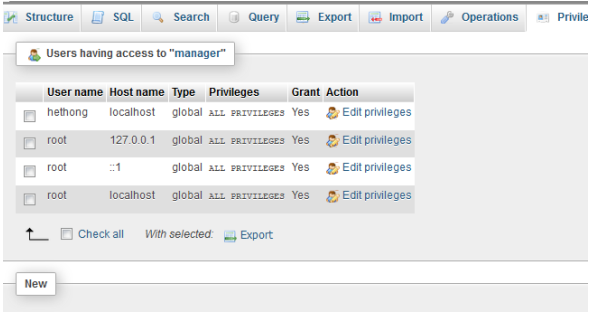 Structure SQL Search Query Export Import Operations Privile
Users having access to "manager"
User name Host name Type Privileges Grant Action
hethong localhost global ALL PRIVILEGES Yes Edit privileges
root 127.0.0.1 global ALL PRIVILEGES Yes Edit privileges
root ::1 global ALL PRIVILEGES Yes Edit privileges
root localhost global ALL PRIVILEGES Yes Edit privileges
Check all With selected: Export
New